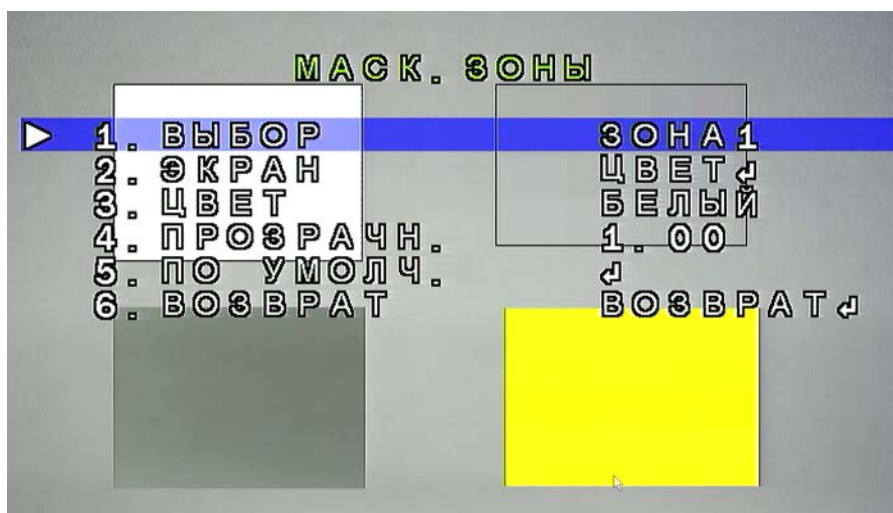 МАСК. ЗОНЫ
1. ВЫБОР ЗОНА1
2. ЭКРАН ЦВЕТ↲
3. ЦВЕТ БЕЛЫЙ
4. ПРОЗРАЧН. 1.00
5. ПО УМОЛЧ. ↲
6. ВОЗВРАТ ВОЗВРАТ↲